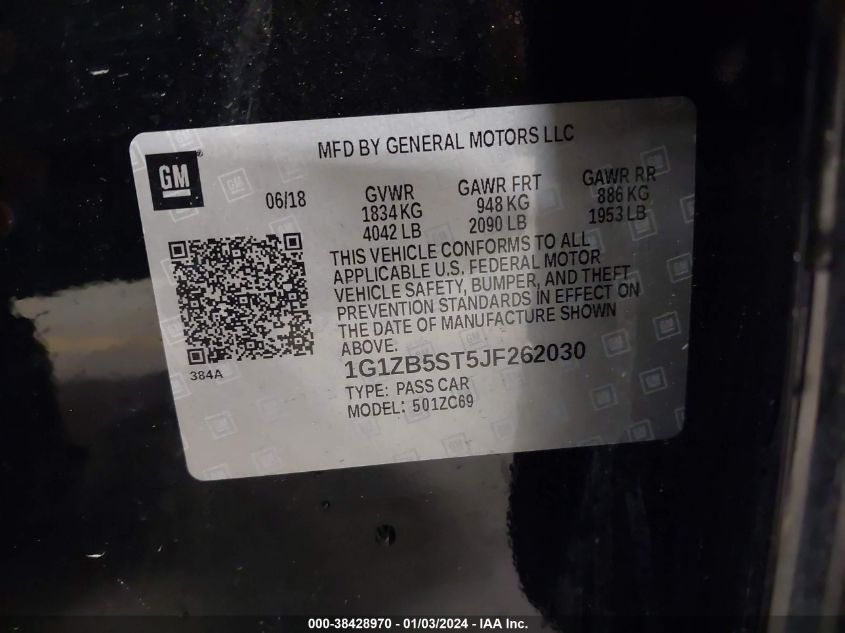 MFD BY GENERAL MOTORS LLC
GM
06/18
GVWR
1834 KG
4042 LB
GAWR FRT
948 KG
2090 LB
GAWR RR
886 KG
1953 LB
THIS VEHICLE CONFORMS TO ALL
APPLICABLE U.S. FEDERAL MOTOR
VEHICLE SAFETY, BUMPER, AND THEFT
PREVENTION STANDARDS IN EFFECT ON
THE DATE OF MANUFACTURE SHOWN
ABOVE.
1G1ZB5ST5JF262030
384A
TYPE: PASS CAR
MODEL: 501ZC69
000-38428970 - 01/03/2024 - IAA Inc.